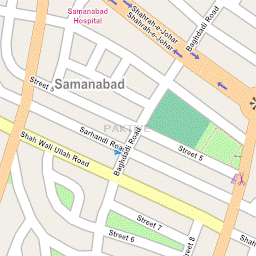 Samanabad
Hospital
Shahrah-e-Johar
Shahrah-e-Johar
Baghdadi Road
Street 5
Samanabad
Sarhandi Road
Shah Wali Ullah Road
Baghdadi Road
Street 5
Street 7
Street 6